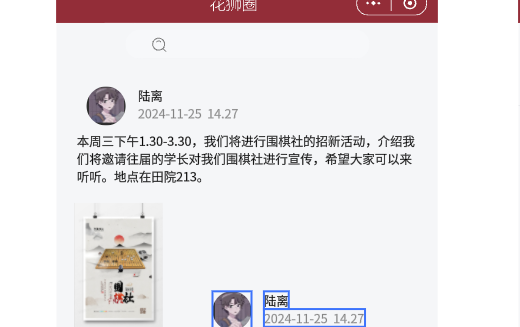 花狮圈
陆离
2024-11-25 14.27
本周三下午1.30-3.30，我们将进行围棋社的招新活动，介绍我
们将邀请往届的学长对我们围棋社进行宣传，希望大家可以来
听听。地点在田院213。
围
棋社
陆离
2024-11-25 14.27